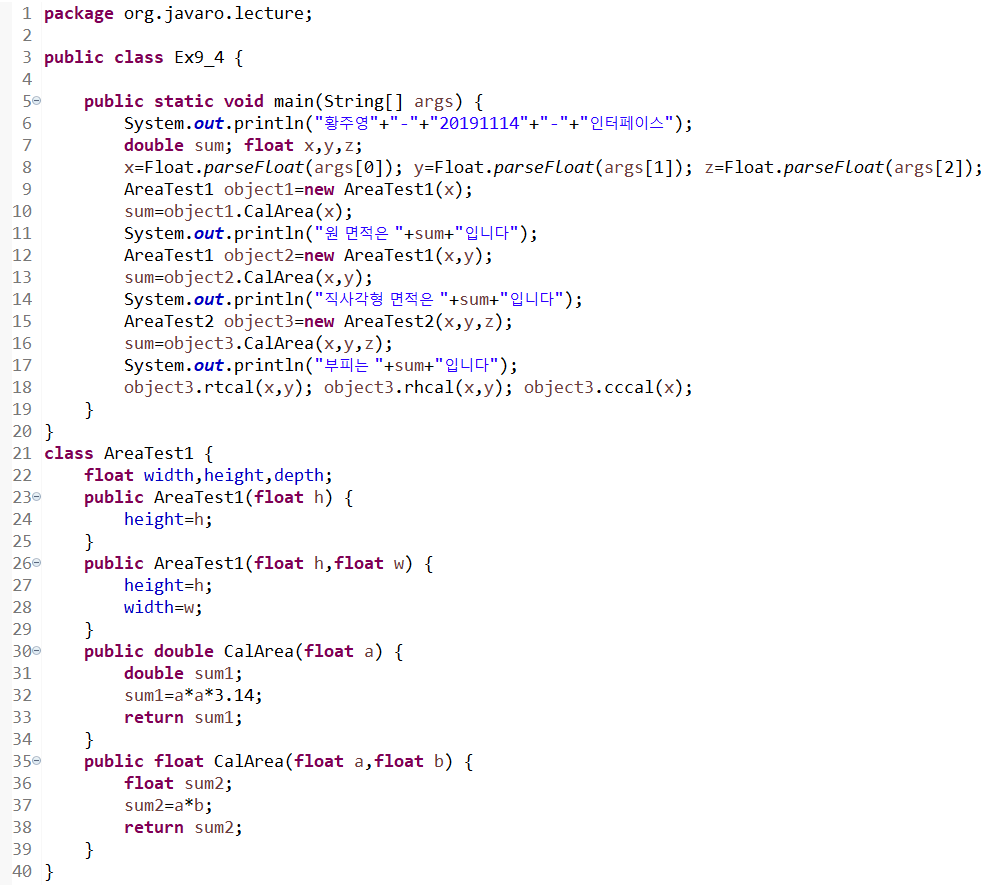 1 package org.javaro.lecture;
2
3 public class Ex9_4 {
4
5 public static void main(String[] args) {
6 System.out.println("황주영"+"-"+"20191114"+"-"+"인터페이스");
7 double sum; float x,y,z;
8 x=Float.parseFloat(args[0]); y=Float.parseFloat(args[1]); z=Float.parseFloat(args[2]);
9 AreaTest1 object1=new AreaTest1(x);
10 sum=object1.CalArea(x);
11 System.out.println("원 면적은 "+sum+"입니다");
12 AreaTest1 object2=new AreaTest1(x,y);
13 sum=object2.CalArea(x,y);
14 System.out.println("직사각형 면적은 "+sum+"입니다");
15 AreaTest2 object3=new AreaTest2(x,y,z);
16 sum=object3.CalArea(x,y,z);
17 System.out.println("부피는 "+sum+"입니다");
18 object3.rtcal(x,y); object3.rhcal(x,y); object3.cccal(x);
19 }
20 }
21 class AreaTest1 {
22 float width,height,depth;
23 public AreaTest1(float h) {
24 height=h;
25 }
26 public AreaTest1(float h,float w) {
27 height=h;
28 width=w;
29 }
30 public double CalArea(float a) {
31 double sum1;
32 sum1=a*a*3.14;
33 return sum1;
34 }
35 public float CalArea(float a,float b) {
36 float sum2;
37 sum2=a*b;
38 return sum2;
39 }
40 }